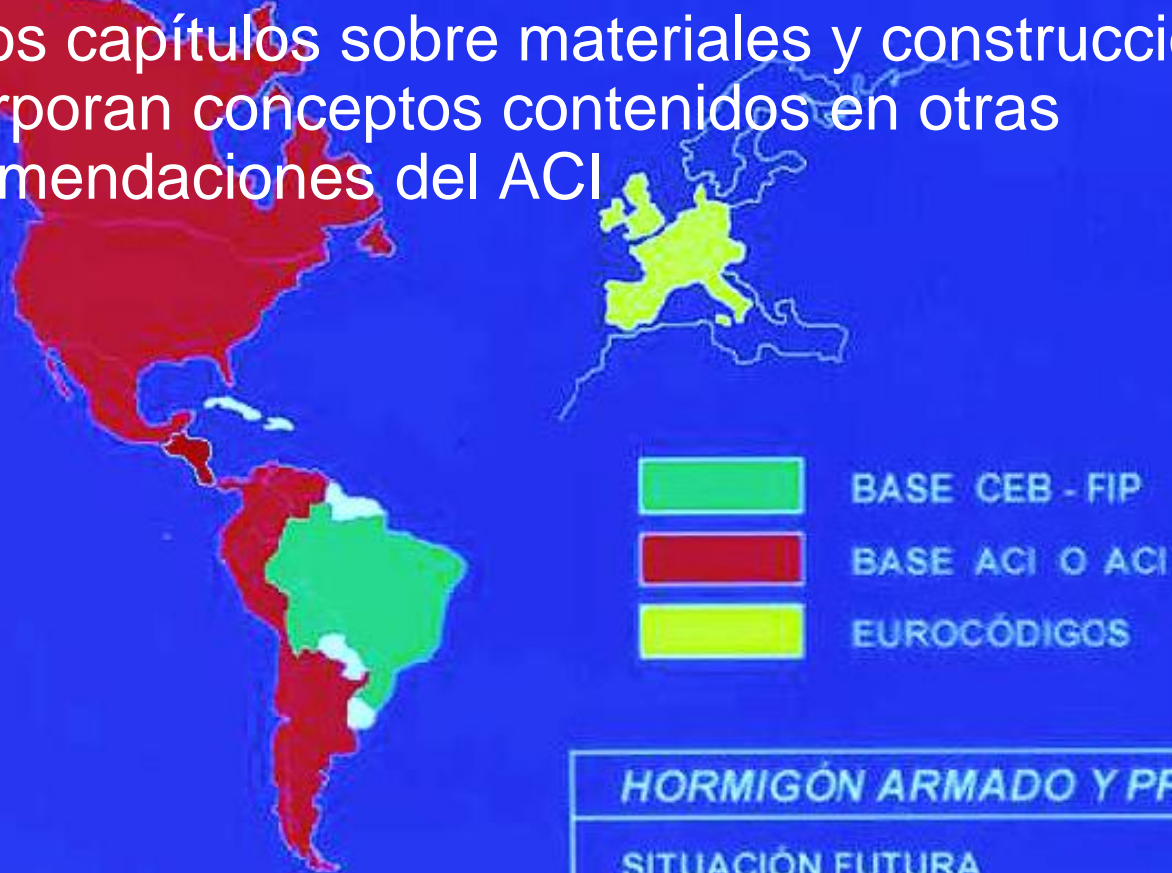 os capítulos sobre materiales y construcci
rporan conceptos contenidos en otras
mendaciones del ACI
BASE CEB - FIP
BASE ACI O ACI
EUROCÓDIGOS
HORMIGÓN ARMADO Y PR
SITUACIÓN FUTURA